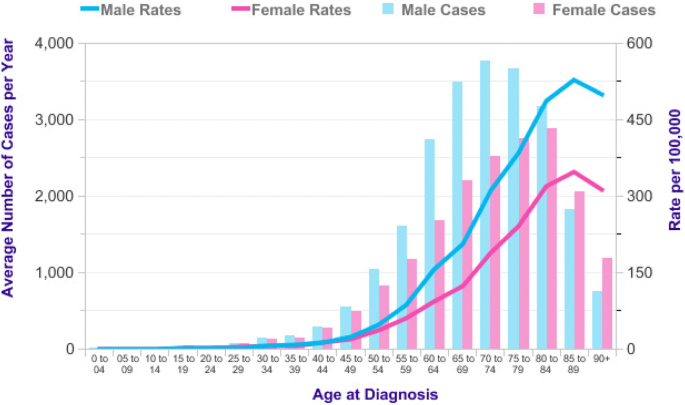 Male Rates Female Rates Male Cases Female Cases
Average Number of Cases per Year
4,000
3,000
2,000
1,000
0
600
450
300
150
0
Rate per 100,000
0 to 05 to 10 to 15 to 20 to 25 to 30 to 35 to 40 to 45 to 50 to 55 to 60 to 65 to 70 to 75 to 80 to 85 to 90+
04 09 14 19 24 29 34 39 44 49 54 59 64 69 74 79 84 89
Age at Diagnosis